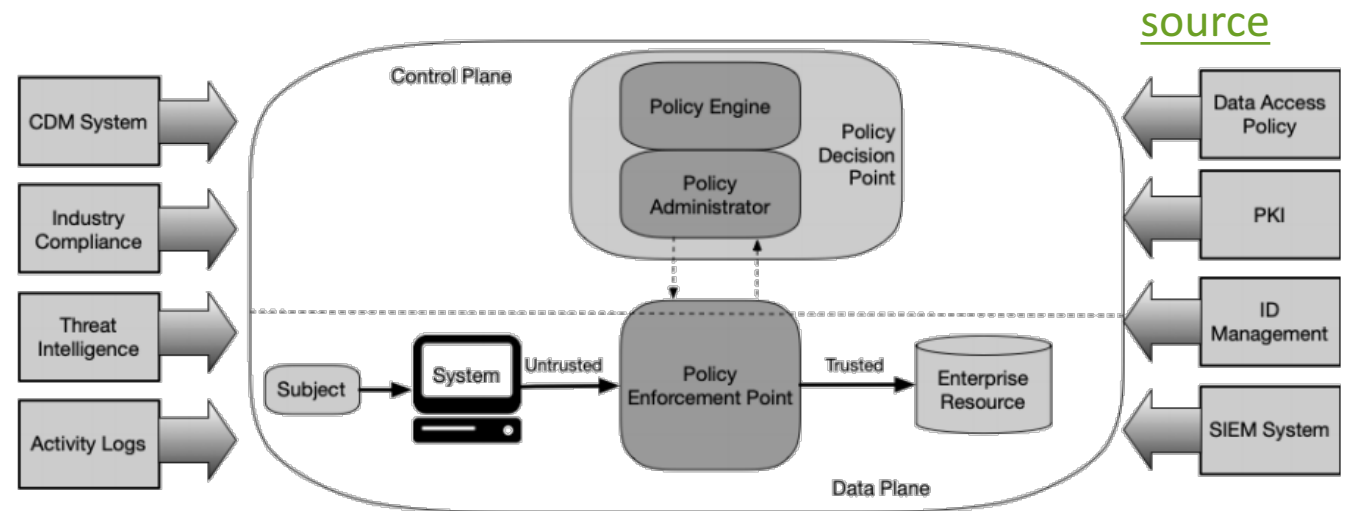 source
Control Plane
CDM System
Industry
Compliance
Threat
Intelligence
Activity Logs
Policy Engine
Policy
Administrator
Policy
Decision
Point
Subject
System
Untrusted
Policy
Enforcement Point
Trusted
Enterprise
Resource
Data Plane
Data Access
Policy
PKI
ID
Management
SIEM System